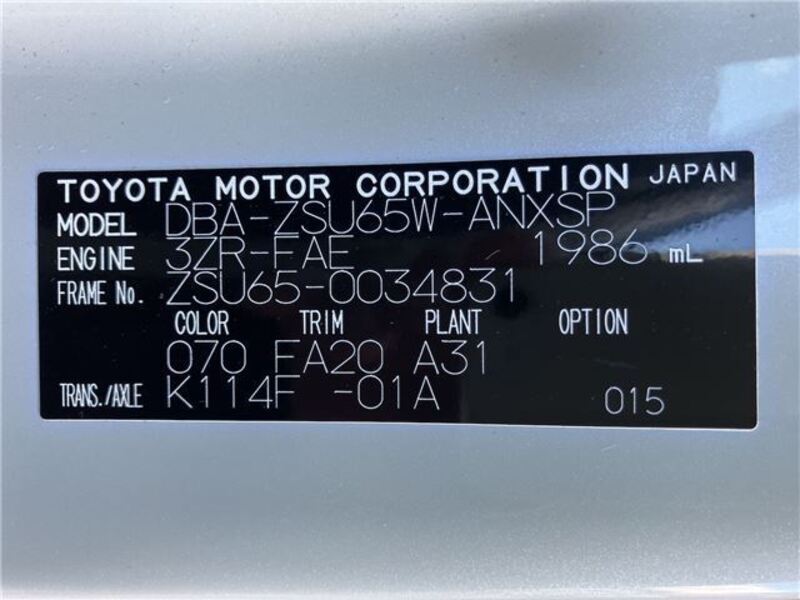 TOYOTA MOTOR CORPORATION JAPAN
MODEL DBA-ZSU65W-ANXSP
ENGINE 3ZR-FAE 1986 mL
FRAME No. ZSU65-0034831
COLOR TRIM PLANT OPTION
070 FA20 A31
TRANS./AXLE K114F -01A 015